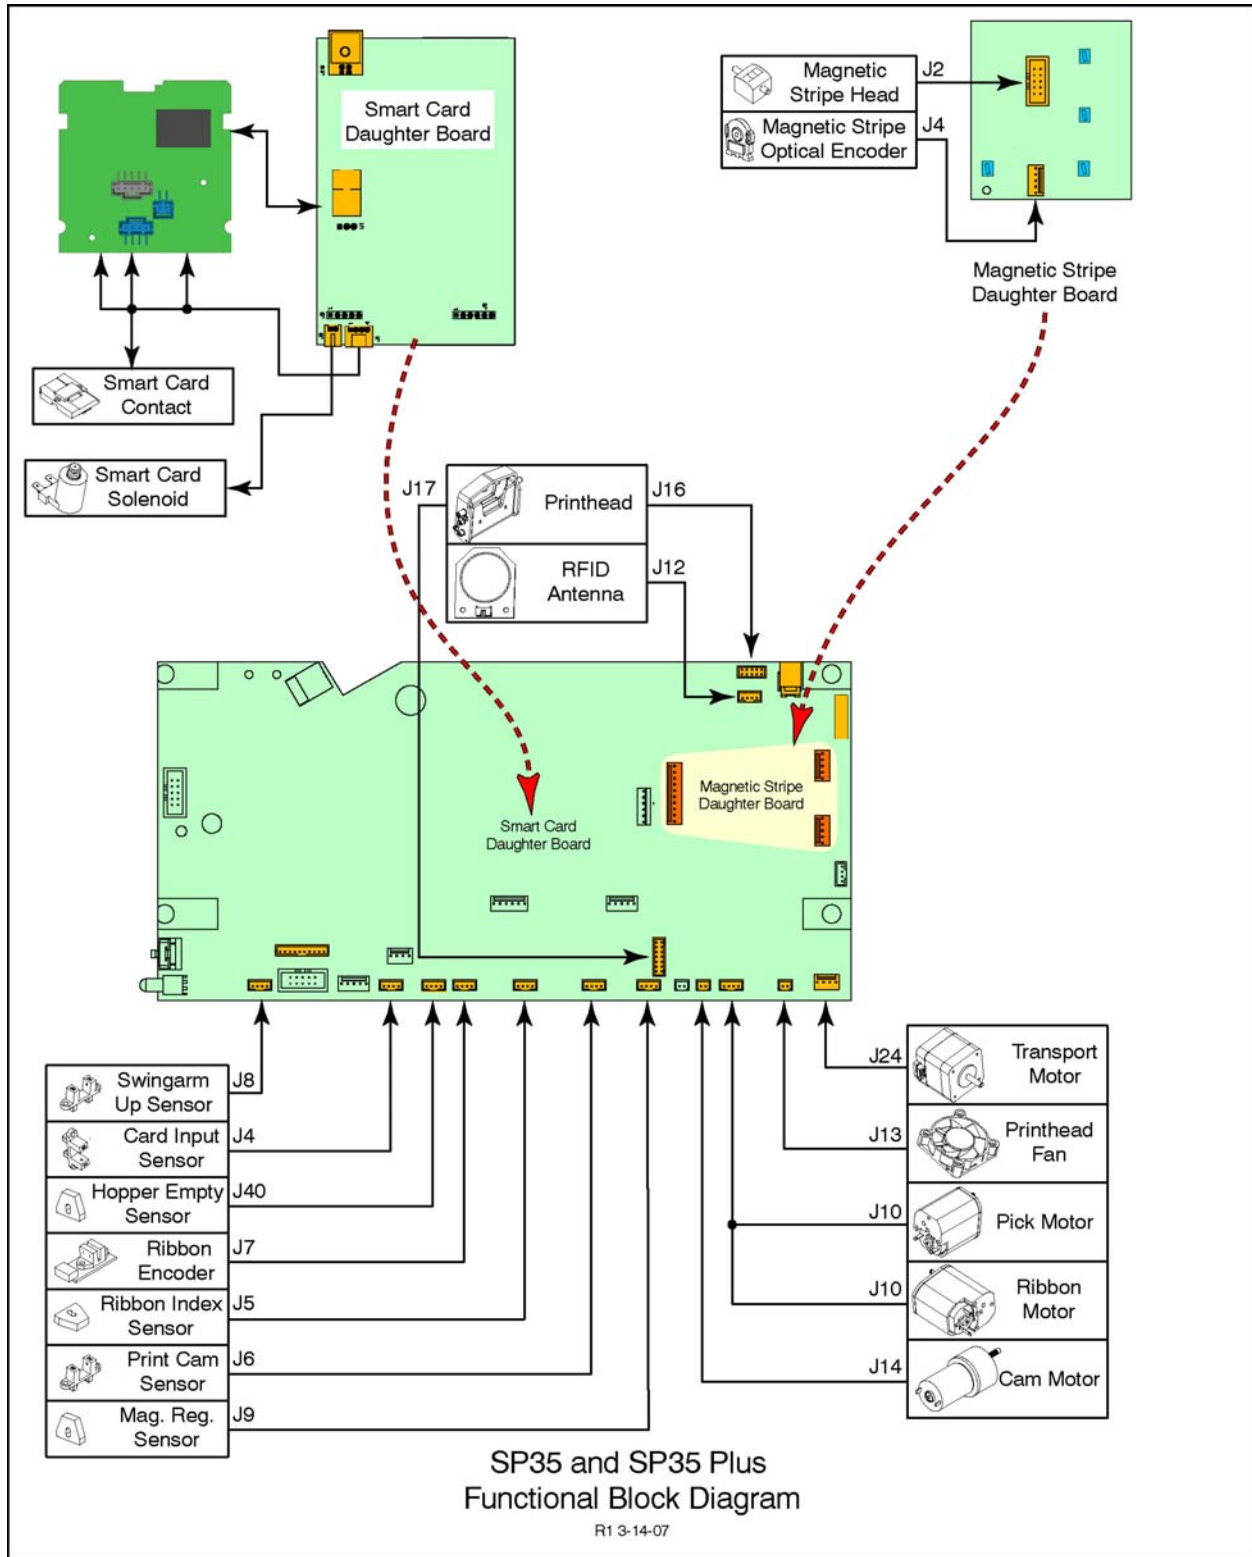 Smart Card
Daughter Board
Magnetic
Stripe Head
J2
Magnetic Stripe
Optical Encoder
J4
Magnetic Stripe
Daughter Board
Smart Card
Contact
Smart Card
Solenoid
J17
Printhead
J16
RFID
Antenna
J12
Magnetic Stripe
Daughter Board
Smart Card
Daughter Board
Swingarm
Up Sensor
J8
Card Input
Sensor
J4
Hopper Empty
Sensor
J40
Ribbon
Encoder
J7
Ribbon Index
Sensor
J5
Print Cam
Sensor
J6
Mag. Reg.
Sensor
J9
J24
Transport
Motor
J13
Printhead
Fan
J10
Pick Motor
J10
Ribbon
Motor
J14
Cam Motor
SP35 and SP35 Plus
Functional Block Diagram
R1 3-14-07